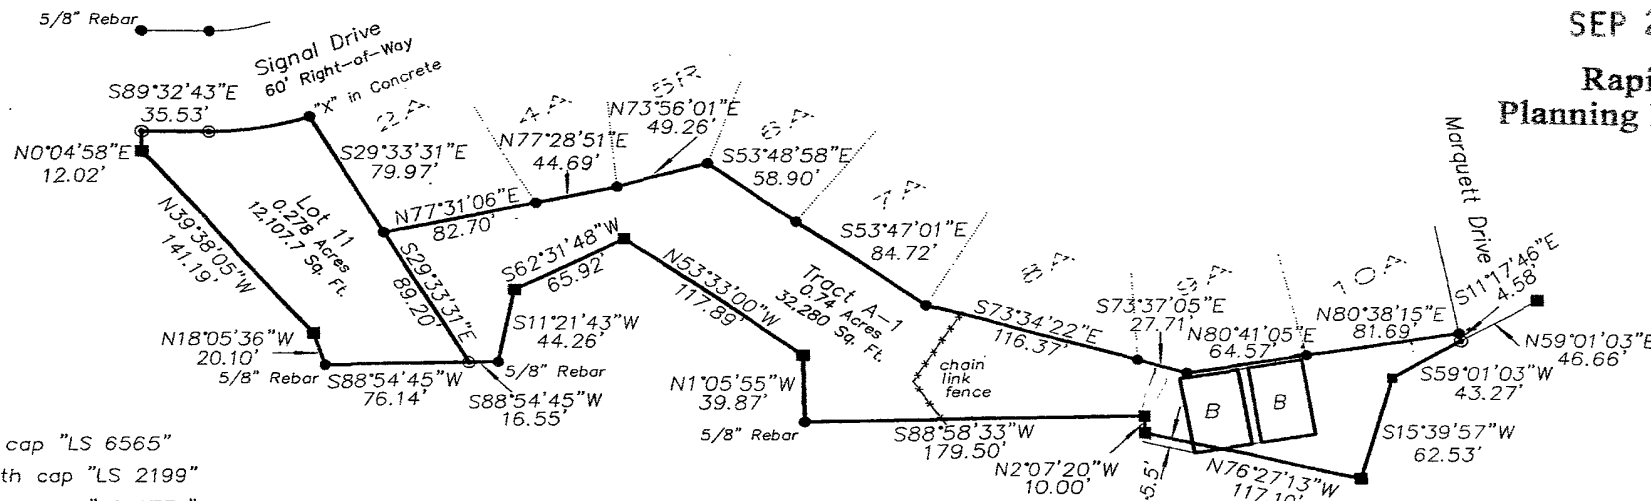 5/8" Rebar
SEP 2
Rapi
Planning
Signal Drive
60' Right-of-Way
"X" in Concrete
S89°32'43"E
35.53'
N0°04'58"E
12.02'
N39°38'05"W
141.19'
Lot 11
0.278 Acres
12,107.7 Sq. Ft.
N18°05'36"W
20.10'
5/8" Rebar
S88°54'45"W
76.14'
S29°33'31"E
79.97'
S29°33'31"E
89.20'
S88°54'45"W
16.55'
5/8" Rebar
2A
4A
5R
6A
7A
8A
9A
10A
N77°31'06"E
82.70'
N77°28'51"E
44.69'
N73°56'01"E
49.26'
S53°48'58"E
58.90'
S53°47'01"E
84.72'
S62°31'48"W
65.92'
S11°21'43"W
44.26'
N53°33'00"W
117.89'
Tract A-1
0.74 Acres
32,280 Sq. Ft.
N1°05'55"W
39.87'
5/8" Rebar
chain
link
fence
S73°34'22"E
116.37'
S73°37'05"E
27.71'
N80°41'05"E
64.57'
N80°38'15"E
81.69'
Marquett Drive
S11°17'46"E
4.58'
N59°01'03"E
46.66'
S59°01'03"W
43.27'
S15°39'57"W
62.53'
B
B
S88°58'33"W
179.50'
N2°07'20"W
10.00'
5.5'
N76°27'13"W
117.10'
cap "LS 6565"
th cap "LS 2199"